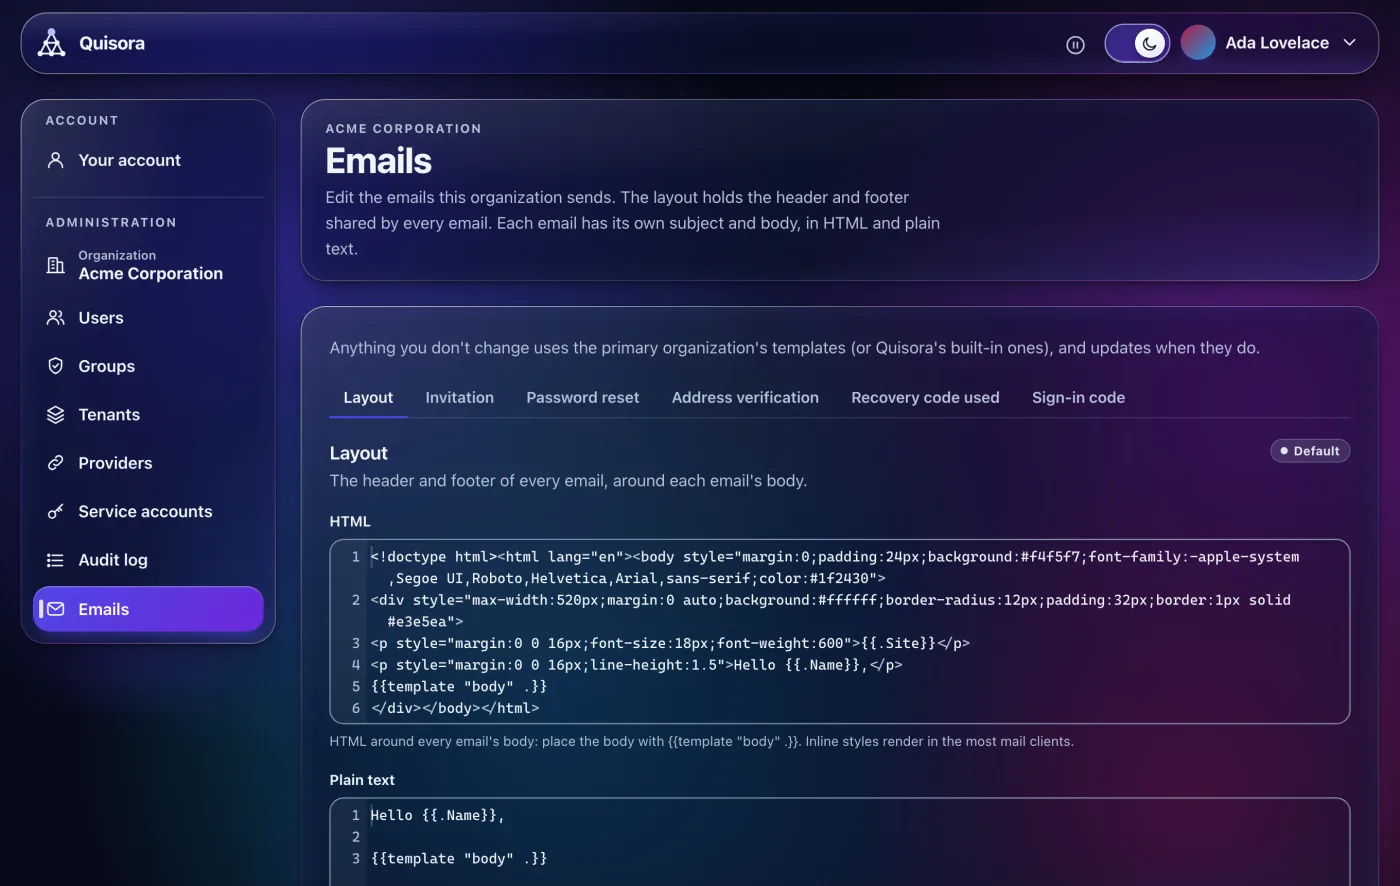 Quisora
Ada Lovelace
ACCOUNT
Your account
ADMINISTRATION
Organization
Acme Corporation
Users
Groups
Tenants
Providers
Service accounts
Audit log
Emails
ACME CORPORATION
Emails
Edit the emails this organization sends. The layout holds the header and footer
shared by every email. Each email has its own subject and body, in HTML and plain
text.
Anything you don't change uses the primary organization's templates (or Quisora's built-in ones), and updates when they do.
Layout Invitation Password reset Address verification Recovery code used Sign-in code
Layout
Default
The header and footer of every email, around each email's body.
HTML
1 <!doctype html><html lang="en"><body style="margin:0;padding:24px;background:#f4f5f7;font-family:-apple-system
,Segoe UI,Roboto,Helvetica,Arial,sans-serif;color:#1f2430">
2 <div style="max-width:520px;margin:0 auto;background:#ffffff;border-radius:12px;padding:32px;border:1px solid
#e3e5ea">
3 <p style="margin:0 0 16px;font-size:18px;font-weight:600">{{.Site}}</p>
4 <p style="margin:0 0 16px;line-height:1.5">Hello {{.Name}},</p>
5 {{template "body" .}}
6 </div></body></html>
HTML around every email's body: place the body with {{template "body" .}}. Inline styles render in the most mail clients.
Plain text
1 Hello {{.Name}},
2
3 {{template "body" .}}